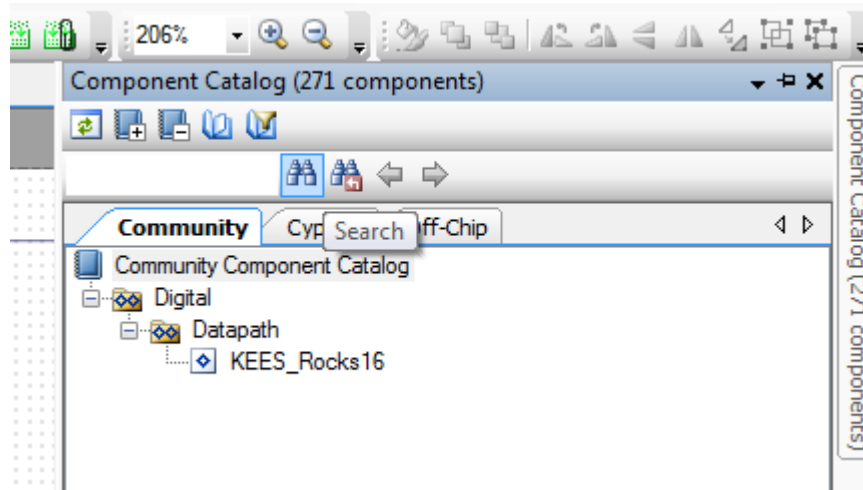 206%
Component Catalog (271 components)
Community
Search
ff-Chip
Community Component Catalog
Digital
Datapath
KEES_Rocks16
Component Catalog (271 components)